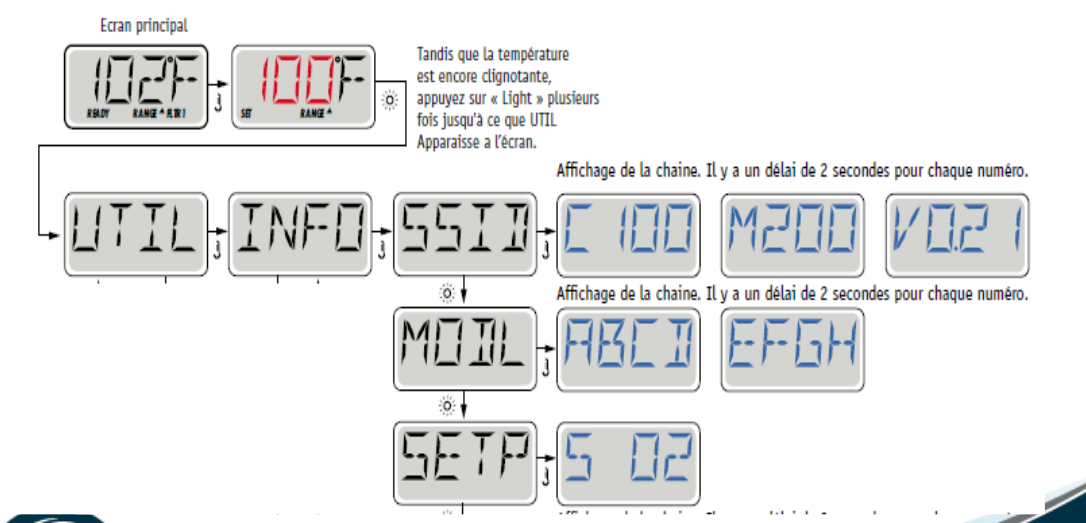 Ecran principal
102°F
READY RANGE FLTR 1
100°F
SET RANGE
Tandis que la température
est encore clignotante,
appuyez sur « Light » plusieurs
fois jusqu'à ce que UTIL
Apparaisse a l'écran.
Affichage de la chaine. Il y a un délai de 2 secondes pour chaque numéro.
UTIL INFO SSID C 100 M200 V0.21
Affichage de la chaine. Il y a un délai de 2 secondes pour chaque numéro.
MODL ABCD EFGH
SETP S 02